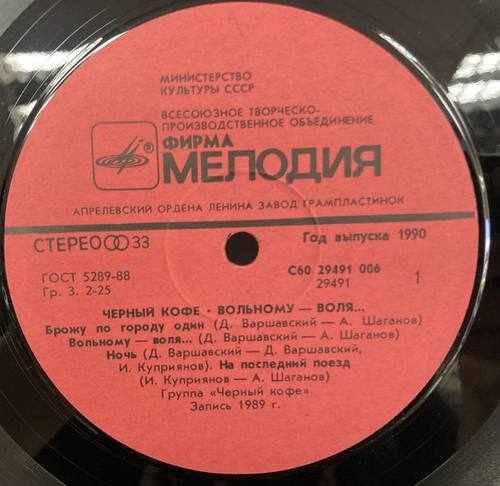 МИНИСТЕРСТВО
КУЛЬТУРЫ СССР
ВСЕСОЮЗНОЕ ТВОРЧЕСКО-
ПРОИЗВОДСТВЕННОЕ ОБЪЕДИНЕНИЕ
®
ФИРМА
МЕЛОДИЯ
АПРЕЛЕВСКИЙ ОРДЕНА ЛЕНИНА ЗАВОД ГРАМПЛАСТИНОК
СТЕРЕО 33
Год выпуска 1990
ГОСТ 5289-88
Гр. 3. 2-25
С60 29491 006
29491
1
ЧЕРНЫЙ КОФЕ • ВОЛЬНОМУ — ВОЛЯ...
Брожу по городу один (Д. Варшавский — А. Шаганов)
Вольному — воля... (Д. Варшавский — А. Шаганов)
Ночь (Д. Варшавский — Д. Варшавский,
И. Куприянов). На последний поезд
(И. Куприянов — А. Шаганов)
Группа «Черный кофе»
Запись 1989 г.